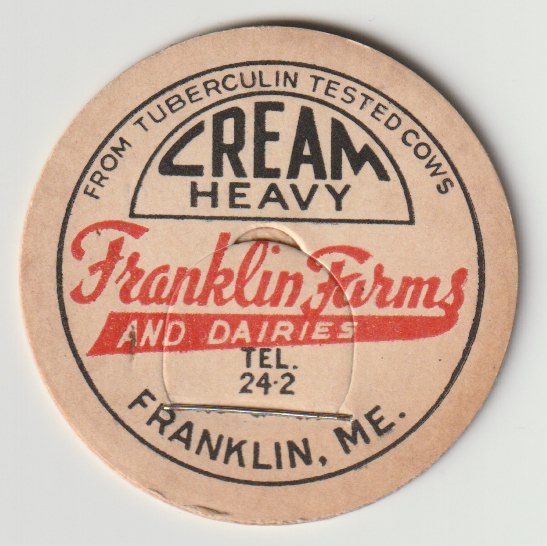 FROM TUBERCULIN TESTED COWS
CREAM
HEAVY
Franklin Farms
AND DAIRIES
TEL.
24-2
FRANKLIN, ME.